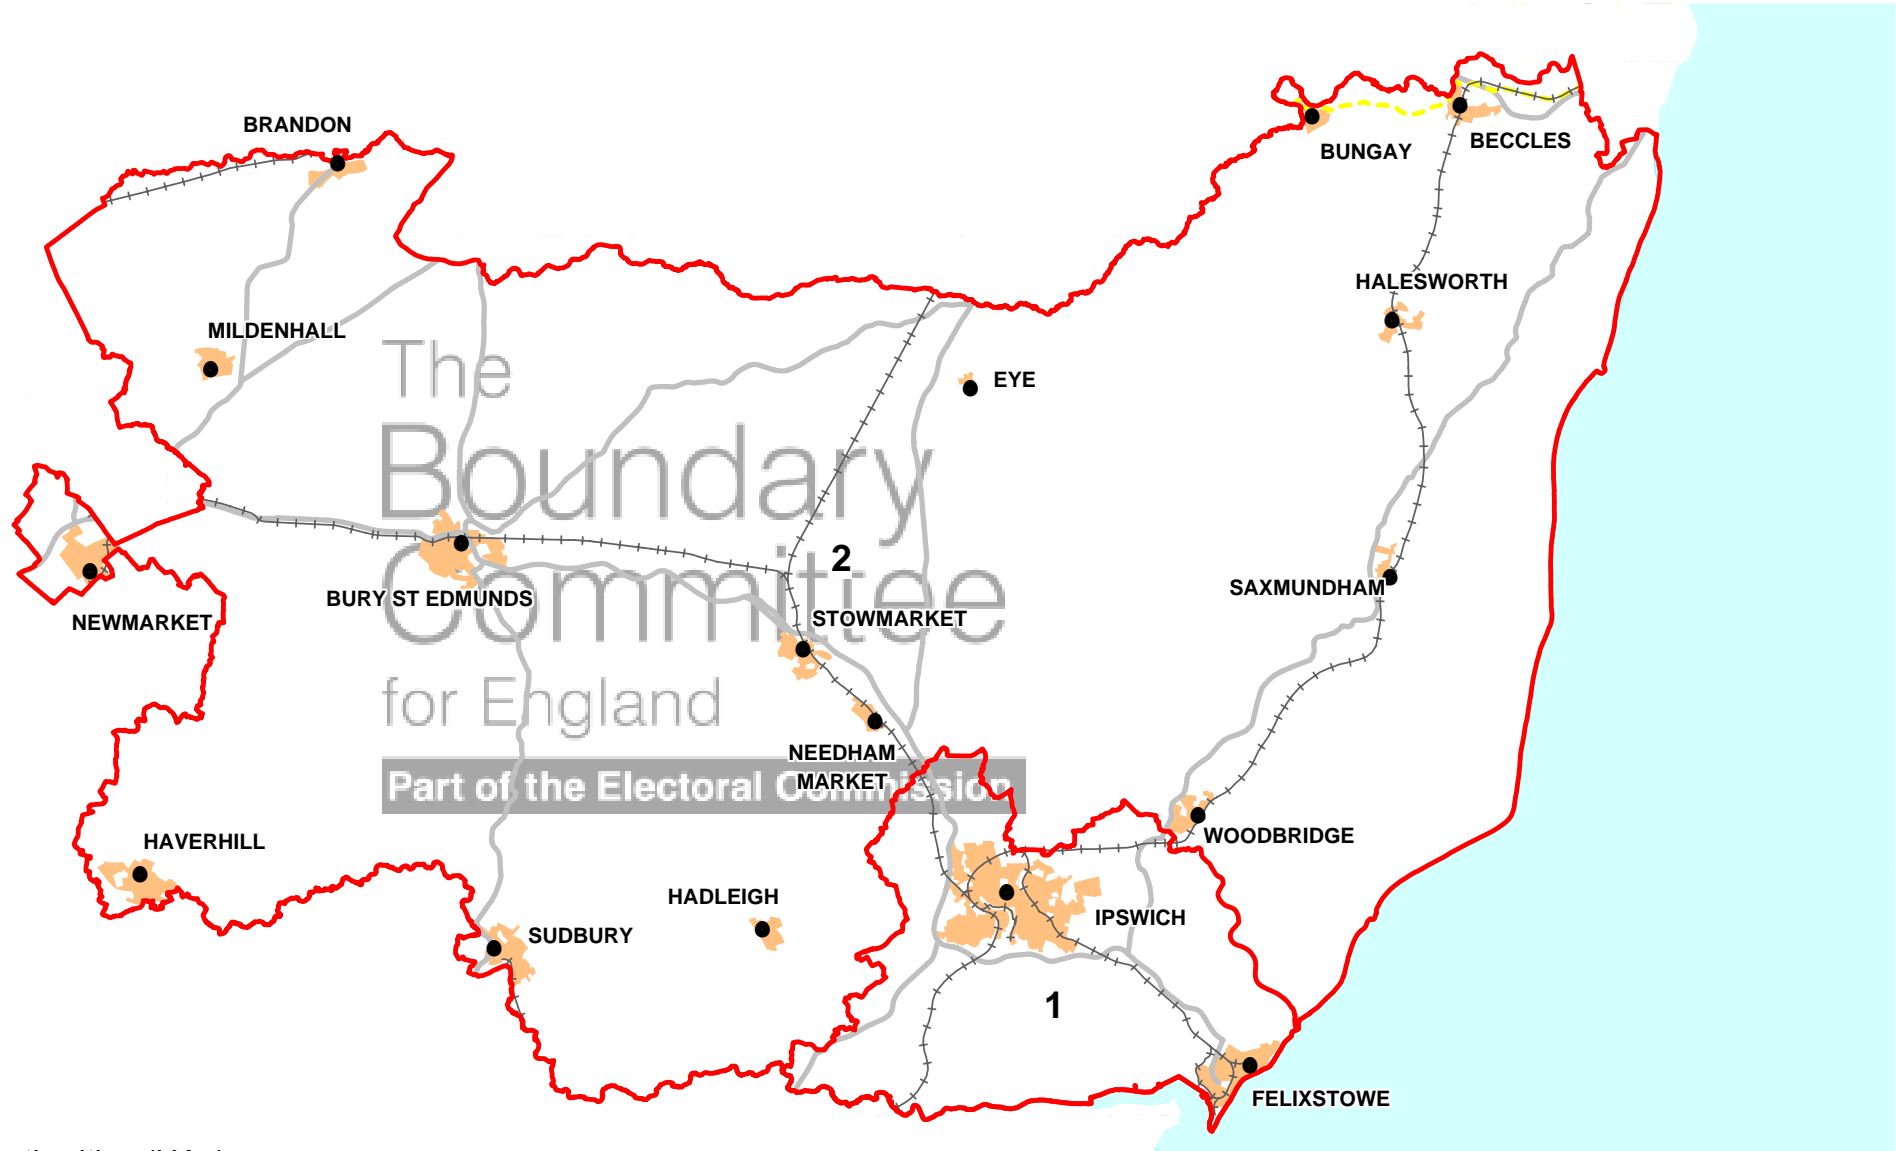 BRANDON
BUNGAY
BECCLES
HALESWORTH
MILDENHALL
EYE
The
Boundary
Committee
for England
Part of the Electoral Commission
2
BURY ST EDMUNDS
NEWMARKET
STOWMARKET
SAXMUNDHAM
NEEDHAM
MARKET
WOODBRIDGE
HAVERHILL
HADLEIGH
SUDBURY
IPSWICH
1
FELIXSTOWE